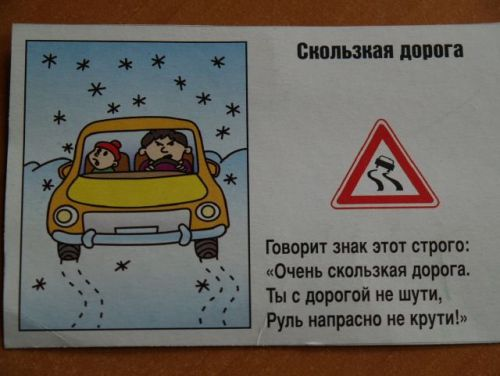 Скользкая дорога
Говорит знак этот строго:
«Очень скользкая дорога.
Ты с дорогой не шути,
Руль напрасно не крути!»